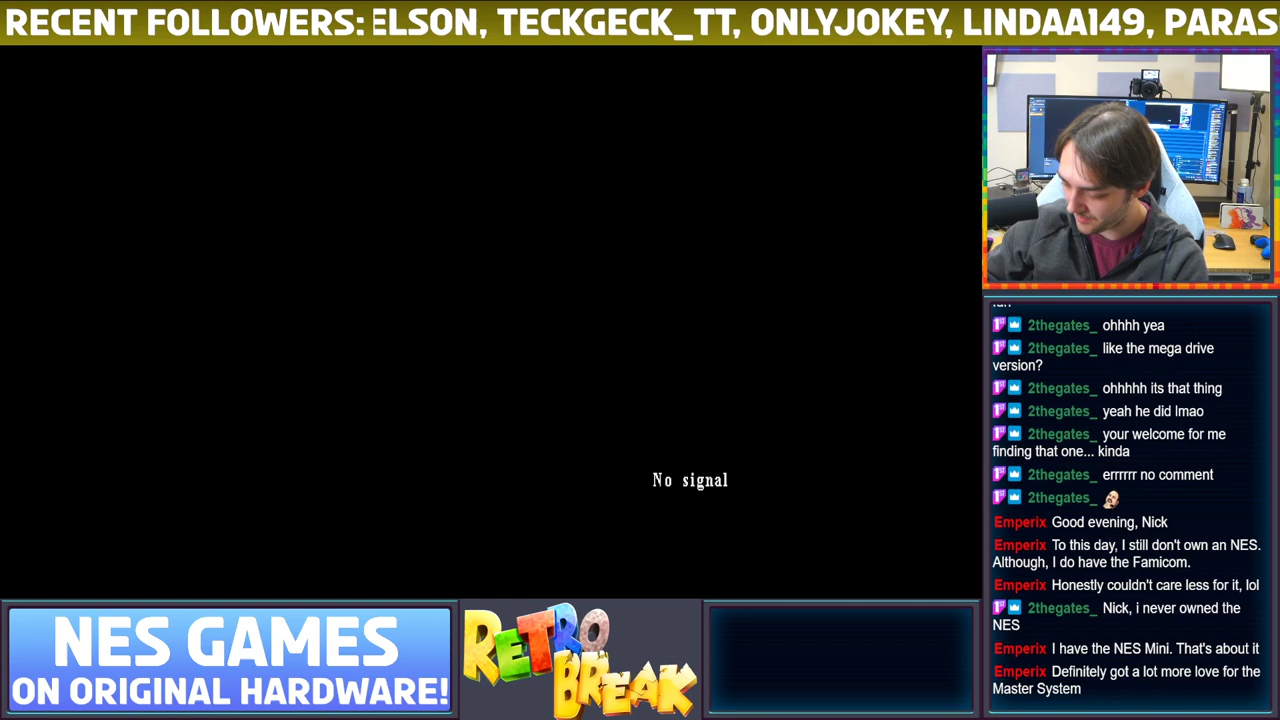 RECENT FOLLOWERS: ELSON, TECKGECK_TT, ONLYJOKEY, LINDAA149, PARAS
No signal
2thegates_ ohhhh yea
2thegates_ like the mega drive
version?
2thegates_ ohhhhh its that thing
2thegates_ yeah he did lmao
2thegates_ your welcome for me
finding that one... kinda
2thegates_ errrrrr no comment
2thegates_
Emperix Good evening, Nick
Emperix To this day, I still don't own an NES.
Although, I do have the Famicom.
Emperix Honestly couldn't care less for it, lol
2thegates_ Nick, i never owned the
NES
Emperix I have the NES Mini. That's about it
Emperix Definitely got a lot more love for the
Master System
NES GAMES
ON ORIGINAL HARDWARE!
RETRO
BREAK